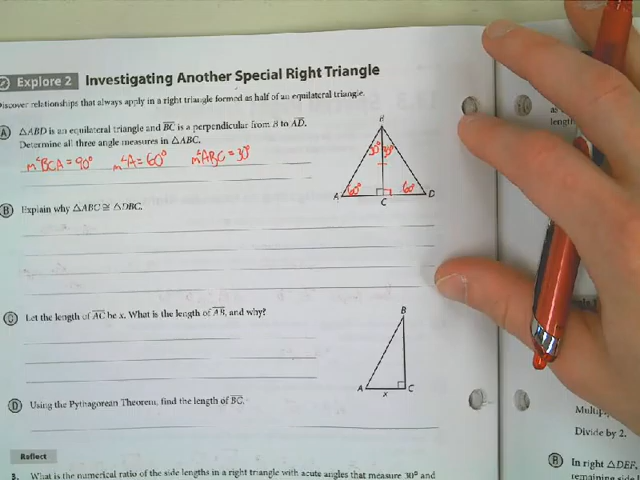 Explore 2 Investigating Another Special Right Triangle
Discover relationships that always apply in a right triangle formed as half of an equilateral triangle.
A △ABD is an equilateral triangle and BC is a perpendicular from B to AD.
Determine all three angle measures in △ABC.
m∢BCA = 90° m∢A = 60° m∢ABC = 30°
B
30° 30°
60° 60°
A C D
B Explain why △ABC ≅ △DBC.
C Let the length of AC be x. What is the length of AB, and why?
B
A x C
D Using the Pythagorean Theorem, find the length of BC.
Reflect
3. What is the numerical ratio of the side lengths in a right triangle with acute angles that measure 30° and
as
length
Divide by 2.
B In right △DEF,
remaining side